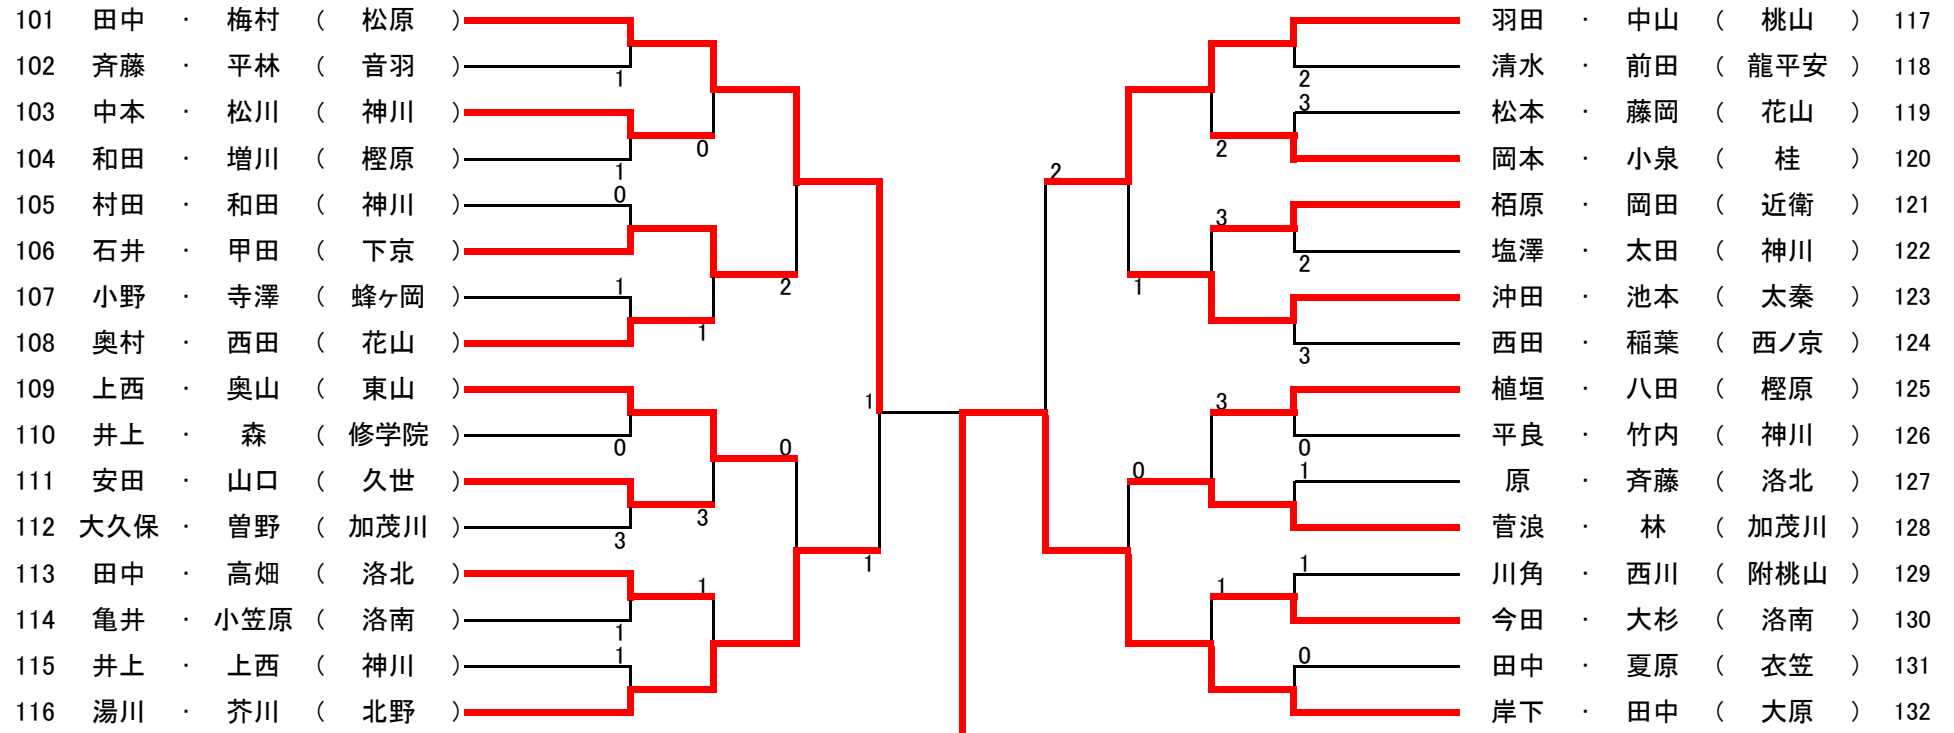 101 田中 ・ 梅村 ( 松原 )
102 斉藤 ・ 平林 ( 音羽 )
1
103 中本 ・ 松川 ( 神川 )
0
104 和田 ・ 増川 ( 樫原 )
1
0
105 村田 ・ 和田 ( 神川 )
106 石井 ・ 甲田 ( 下京 )
2
1
107 小野 ・ 寺澤 ( 蜂ヶ岡 )
1
108 奥村 ・ 西田 ( 花山 )
109 上西 ・ 奥山 ( 東山 )
1
110 井上 ・ 森 ( 修学院 )
0
0
111 安田 ・ 山口 ( 久世 )
3
112 大久保 ・ 曽野 ( 加茂川 )
3
1
113 田中 ・ 高畑 ( 洛北 )
1
114 亀井 ・ 小笠原 ( 洛南 )
1
1
115 井上 ・ 上西 ( 神川 )
116 湯川 ・ 芥川 ( 北野 )
羽田 ・ 中山 ( 桃山 ) 117
清水 ・ 前田 ( 龍平安 ) 118
2
3
松本 ・ 藤岡 ( 花山 ) 119
2
岡本 ・ 小泉 ( 桂 ) 120
2
栢原 ・ 岡田 ( 近衛 ) 121
3
塩澤 ・ 太田 ( 神川 ) 122
2
1
沖田 ・ 池本 ( 太秦 ) 123
西田 ・ 稲葉 ( 西ノ京 ) 124
3
植垣 ・ 八田 ( 樫原 ) 125
3
平良 ・ 竹内 ( 神川 ) 126
0
1
0
原 ・ 斉藤 ( 洛北 ) 127
菅浪 ・ 林 ( 加茂川 ) 128
1
川角 ・ 西川 ( 附桃山 ) 129
1
今田 ・ 大杉 ( 洛南 ) 130
0
田中 ・ 夏原 ( 衣笠 ) 131
岸下 ・ 田中 ( 大原 ) 132